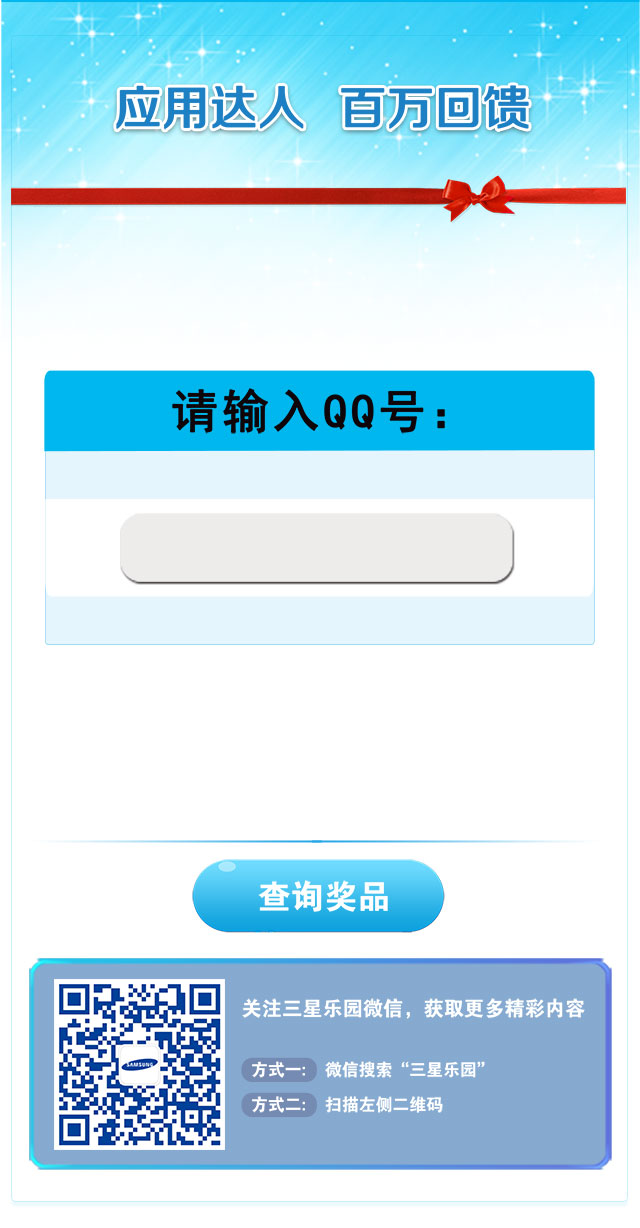 应用达人 百万回馈
请输入QQ号：
查询奖品
SAMSUNG
关注三星乐园微信，获取更多精彩内容
方式一: 微信搜索“三星乐园”
方式二: 扫描左侧二维码